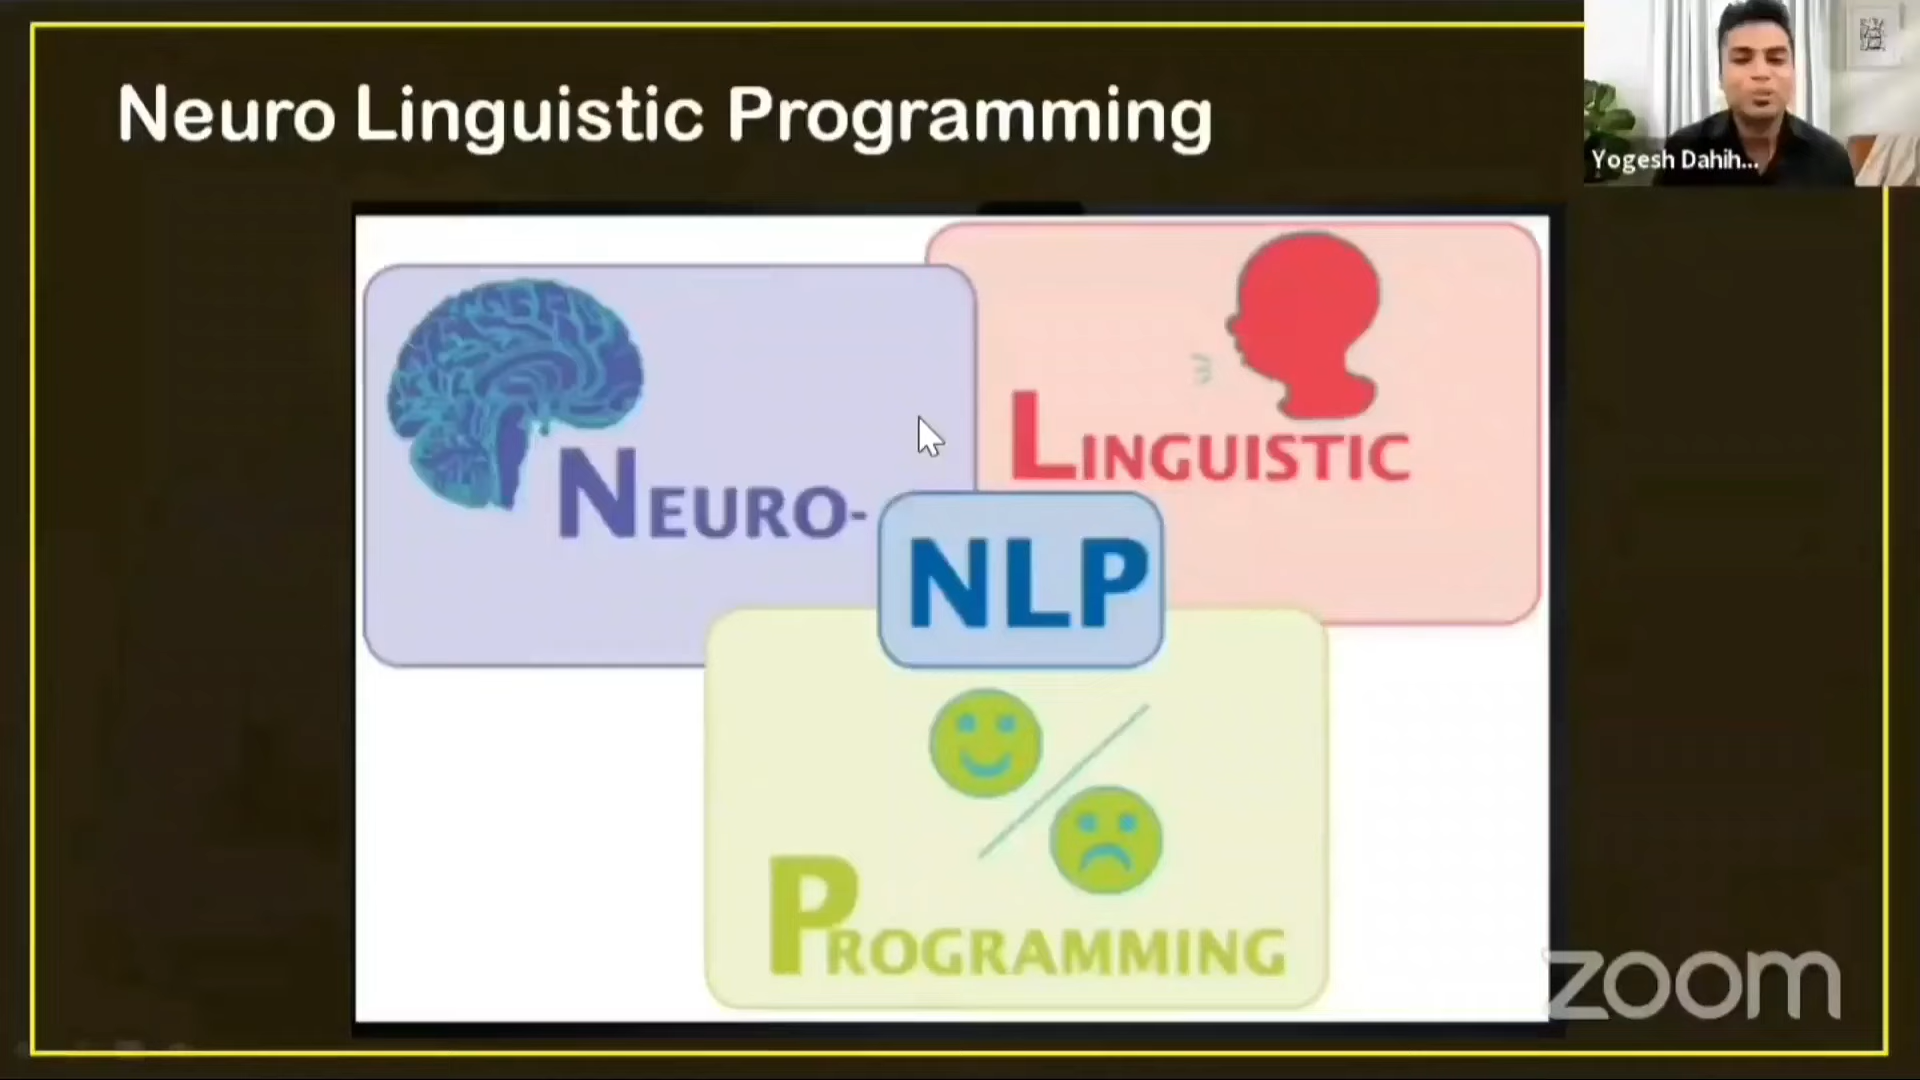 Neuro Linguistic Programming
Yogesh Dahih...
NEURO-
LINGUISTIC
NLP
PROGRAMMING
zoom